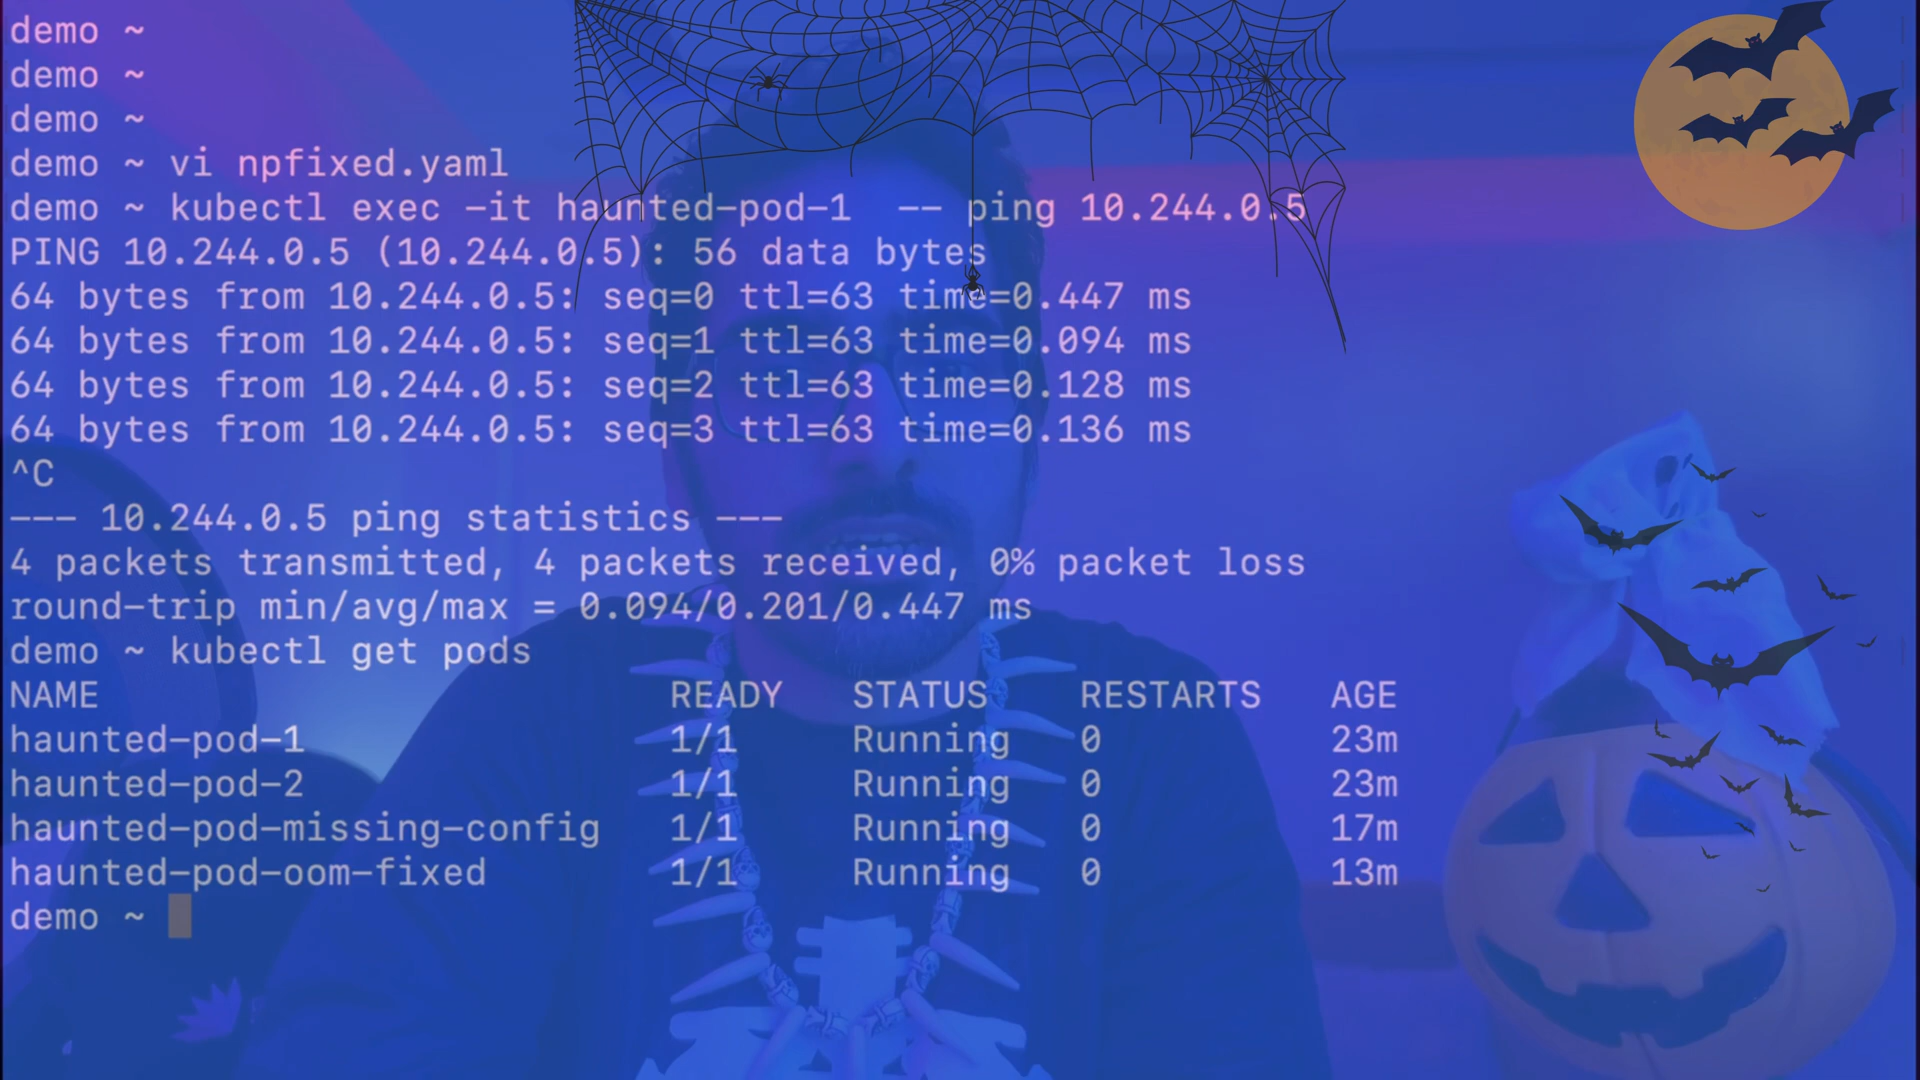 demo ~
demo ~
demo ~
demo ~ vi npfixed.yaml
demo ~ kubectl exec -it haunted-pod-1  -- ping 10.244.0.5
PING 10.244.0.5 (10.244.0.5): 56 data bytes
64 bytes from 10.244.0.5: seq=0 ttl=63 time=0.447 ms
64 bytes from 10.244.0.5: seq=1 ttl=63 time=0.094 ms
64 bytes from 10.244.0.5: seq=2 ttl=63 time=0.128 ms
64 bytes from 10.244.0.5: seq=3 ttl=63 time=0.136 ms
^C
--- 10.244.0.5 ping statistics ---
4 packets transmitted, 4 packets received, 0% packet loss
round-trip min/avg/max = 0.094/0.201/0.447 ms
demo ~ kubectl get pods
NAME READY STATUS RESTARTS AGE
haunted-pod-1 1/1 Running 0 23m
haunted-pod-2 1/1 Running 0 23m
haunted-pod-missing-config 1/1 Running 0 17m
haunted-pod-oom-fixed 1/1 Running 0 13m
demo ~